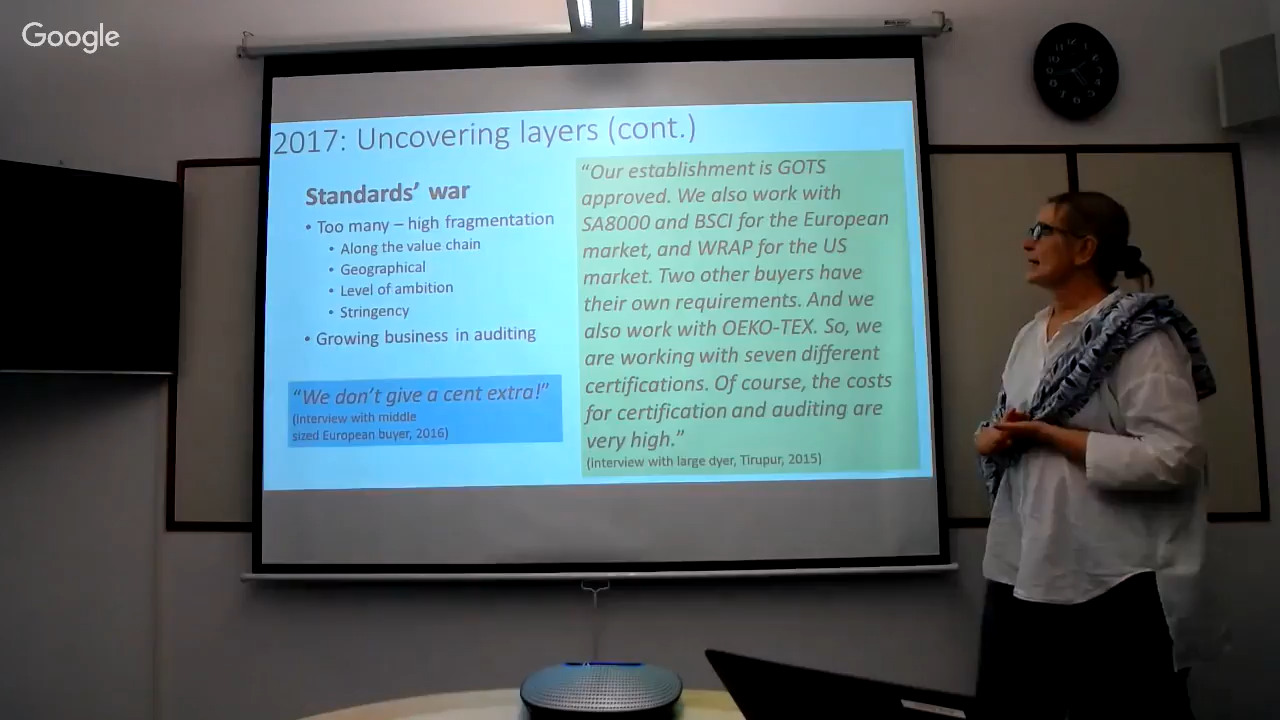 Google
2017: Uncovering layers (cont.)
Standards’ war
• Too many – high fragmentation
• Along the value chain
• Geographical
• Level of ambition
• Stringency
• Growing business in auditing
“We don’t give a cent extra!”
(Interview with middle
sized European buyer, 2016)
“Our establishment is GOTS
approved. We also work with
SA8000 and BSCI for the European
market, and WRAP for the US
market. Two other buyers have
their own requirements. And we
also work with OEKO-TEX. So, we
are working with seven different
certifications. Of course, the costs
for certification and auditing are
very high.”
(interview with large dyer, Tirupur, 2015)